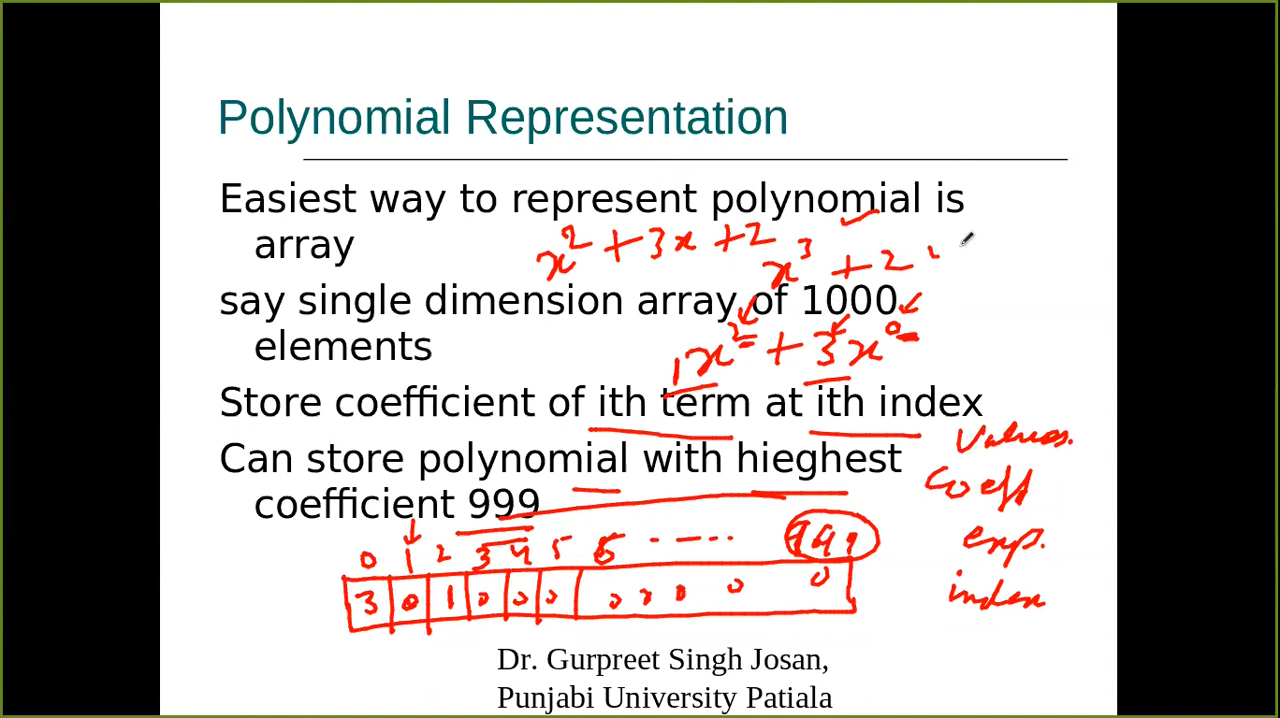 Polynomial Representation
Easiest way to represent polynomial is
array
x² + 3x + 2
x³ + 2
say single dimension array of 1000
elements
1x² + 3x⁰
Store coefficient of ith term at ith index
values.
Can store polynomial with hieghest
coeff
coefficient 999
exp.
0 1 2 3 4 5 6 ...... 999
3 0 1 0 0 0 0 0 0 0 0
index
Dr. Gurpreet Singh Josan,
Punjabi University Patiala